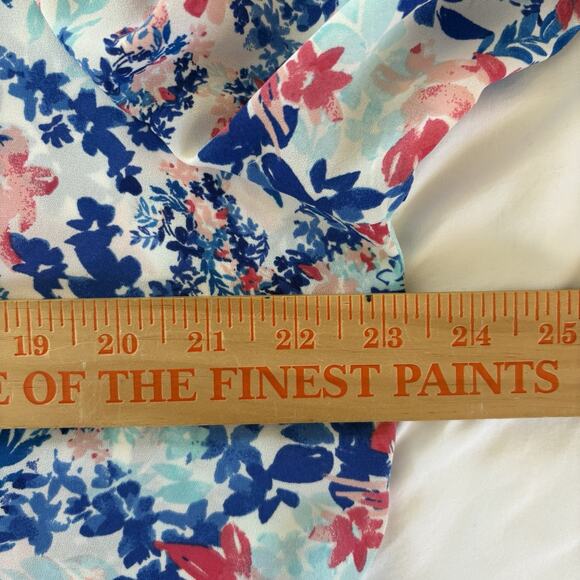 19 20 21 22 23 24 25
E OF THE FINEST PAINTS